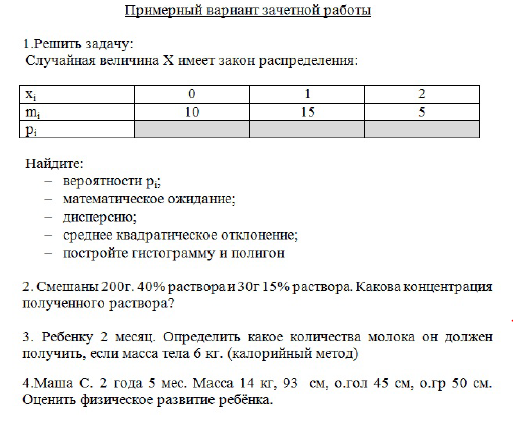 Примерный вариант зачетной работы
1.Решить задачу:
Случайная величина X имеет закон распределения:
xᵢ 0 1 2
mᵢ 10 15 5
pᵢ
Найдите:
– вероятности pᵢ;
– математическое ожидание;
– дисперсию;
– среднее квадратическое отклонение;
– постройте гистограмму и полигон
2. Смешаны 200г. 40% раствора и 30г 15% раствора. Какова концентрация
полученного раствора?
3. Ребенку 2 месяц. Определить какое количества молока он должен
получить, если масса тела 6 кг. (калорийный метод)
4.Маша С. 2 года 5 мес. Масса 14 кг, 93 см, о.гол 45 см, о.гр 50 см.
Оценить физическое развитие ребёнка.